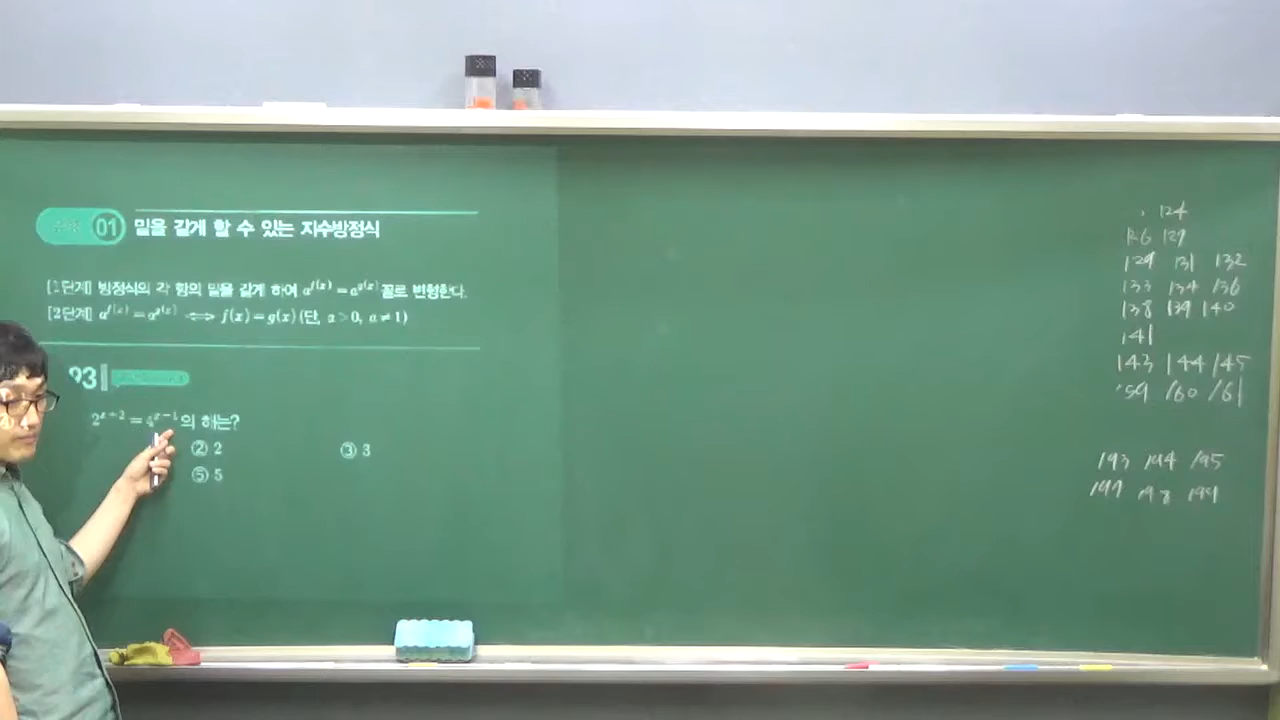 01 밑을 같게 할 수 있는 지수방정식
[1단계] 방정식의 각 항의 밑을 같게 하여 a^{f(x)}=a^{g(x)} 꼴로 변형한다.
[2단계] a^{f(x)}=a^{g(x)} ⟺ f(x)=g(x) (단, a>0, a≠1)
93
2^{x+2}=4^{x-1}의 해는?
② 2 ③ 3
⑤ 5
124
129
129 131 132
133 134 136
138 139 140
141
143 144 145
159 160 161
193 194 195
197 198 199